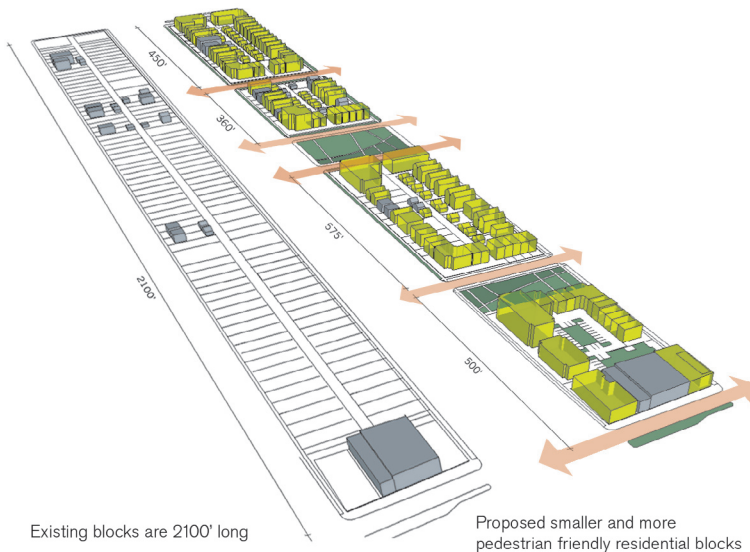 450'
360'
575'
2100'
500'
Existing blocks are 2100' long
Proposed smaller and more
pedestrian friendly residential blocks